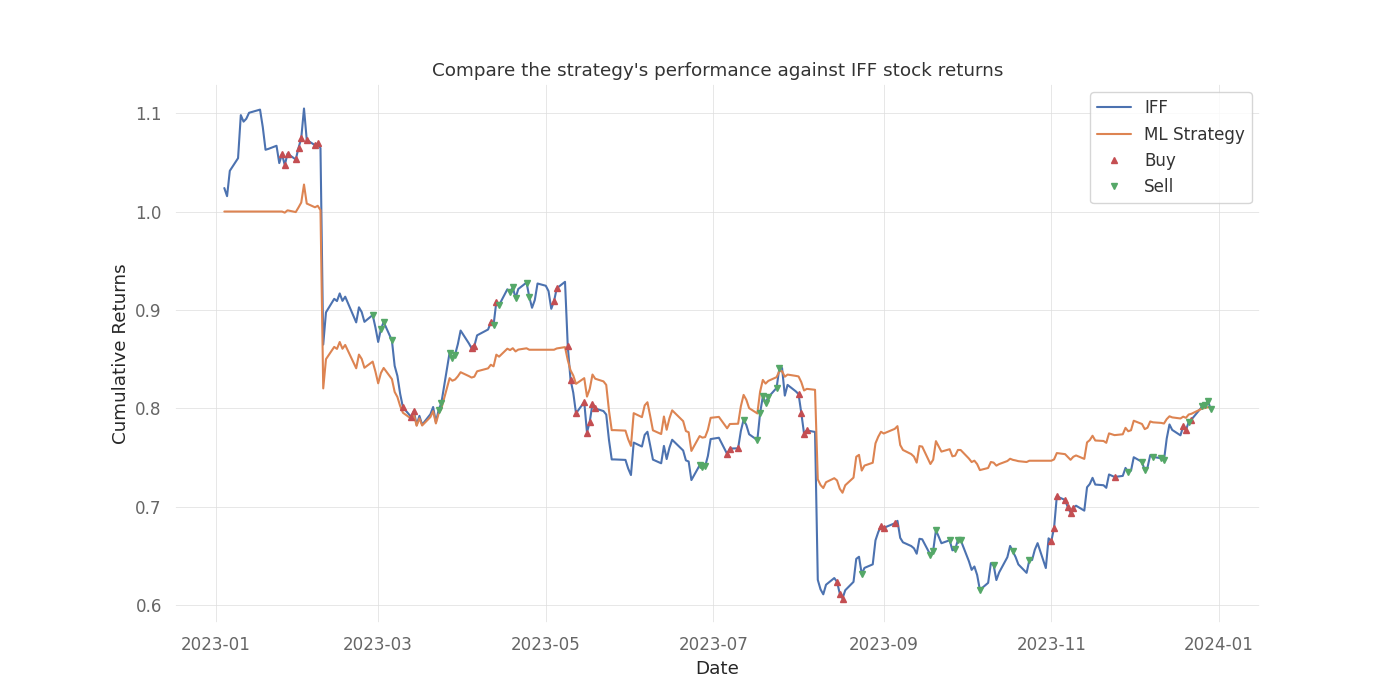 Compare the strategy's performance against IFF stock returns
IFF
ML Strategy
Buy
Sell
Cumulative Returns
1.1
1.0
0.9
0.8
0.7
0.6
2023-01 2023-03 2023-05 2023-07 2023-09 2023-11 2024-01
Date